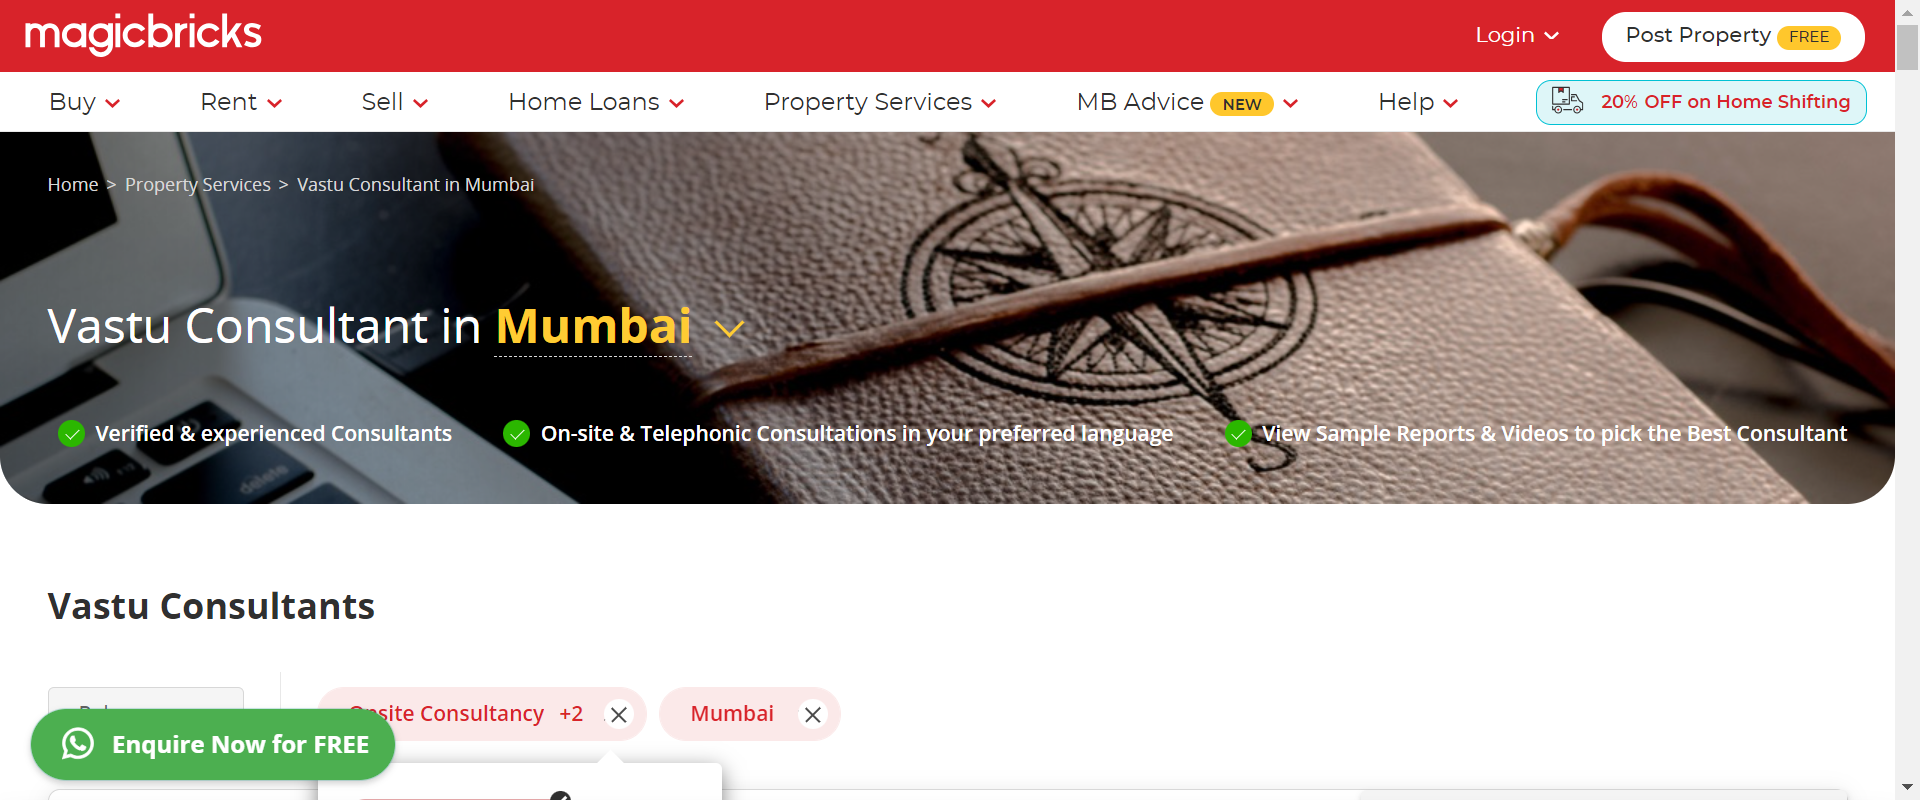 magicbricks
Login
Post Property FREE
Buy
Rent
Sell
Home Loans
Property Services
MB Advice NEW
Help
20% OFF on Home Shifting
Home > Property Services > Vastu Consultant in Mumbai
Vastu Consultant in Mumbai
Verified & experienced Consultants
On-site & Telephonic Consultations in your preferred language
View Sample Reports & Videos to pick the Best Consultant
delete
Vastu Consultants
Onsite Consultancy +2
Mumbai
Enquire Now for FREE